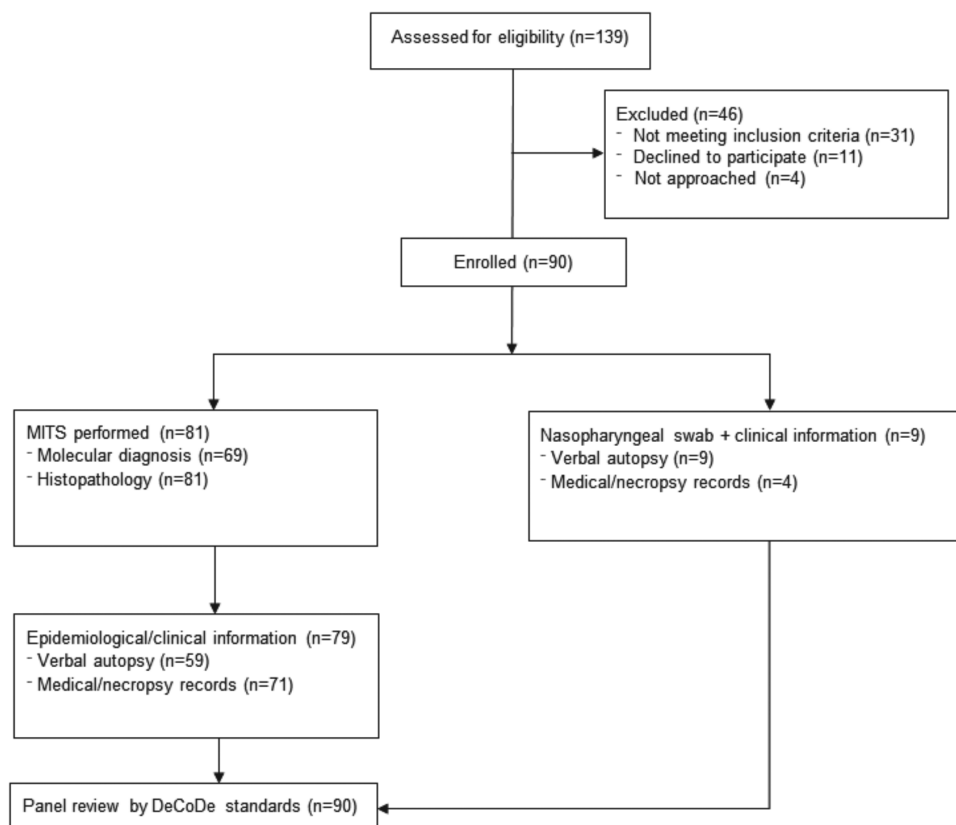 Assessed for eligibility (n=139)
Excluded (n=46)
- Not meeting inclusion criteria (n=31)
- Declined to participate (n=11)
- Not approached (n=4)
Enrolled (n=90)
MITS performed (n=81)
- Molecular diagnosis (n=69)
- Histopathology (n=81)
Nasopharyngeal swab + clinical information (n=9)
- Verbal autopsy (n=9)
- Medical/necropsy records (n=4)
Epidemiological/clinical information (n=79)
- Verbal autopsy (n=59)
- Medical/necropsy records (n=71)
Panel review by DeCoDe standards (n=90)